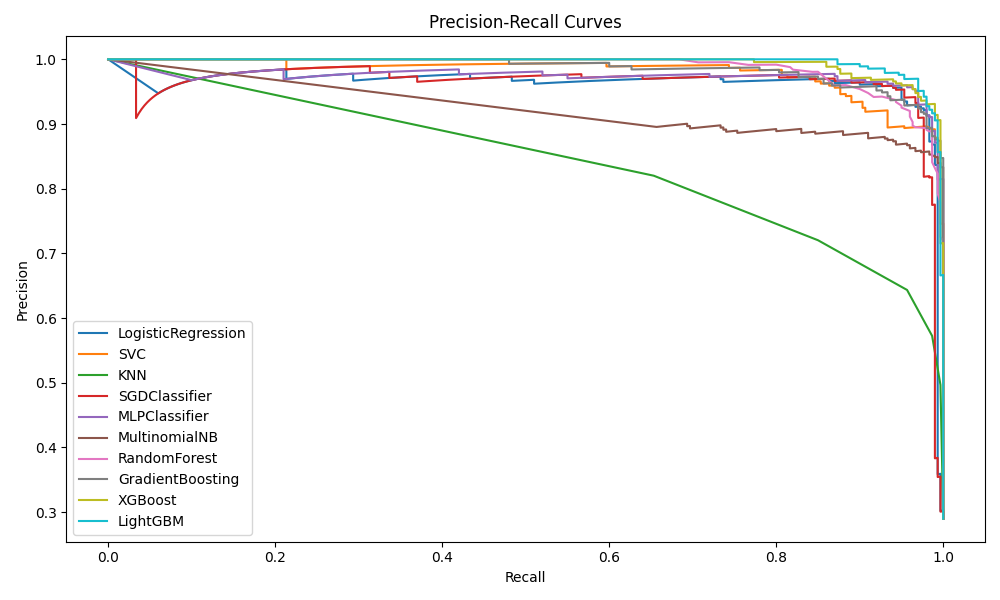 Precision-Recall Curves
Precision
1.0
0.9
0.8
0.7
0.6
0.5
0.4
0.3
LogisticRegression
SVC
KNN
SGDClassifier
MLPClassifier
MultinomialNB
RandomForest
GradientBoosting
XGBoost
LightGBM
0.0 0.2 0.4 0.6 0.8 1.0
Recall